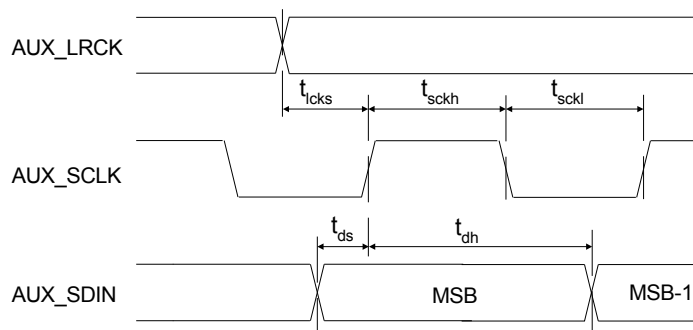 AUX_LRCK
t_lcks t_sckh t_sckl
AUX_SCLK
t_ds t_dh
AUX_SDIN MSB MSB-1